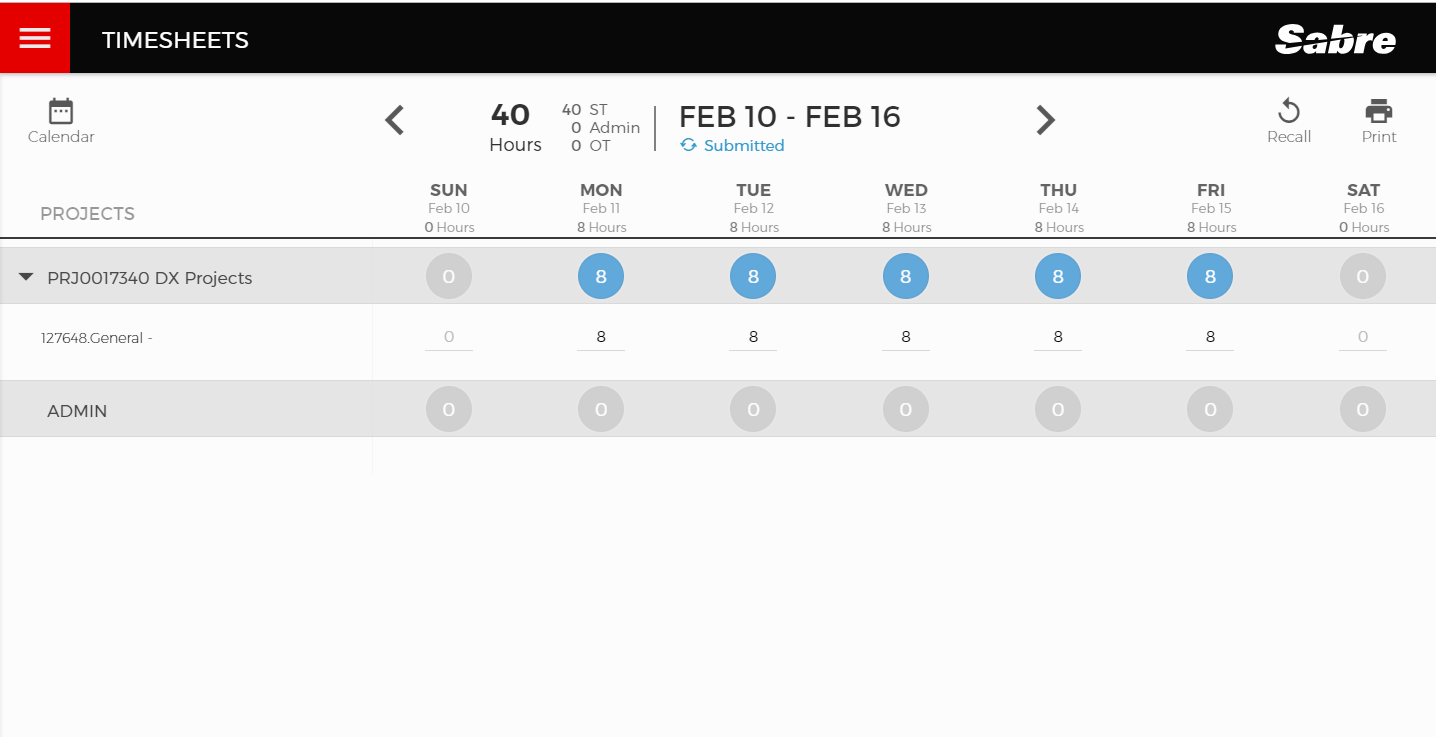 TIMESHEETS
Sabre
Calendar
40 Hours
40 ST
0 Admin
0 OT
FEB 10 - FEB 16
Submitted
Recall
Print
PROJECTS
SUN MON TUE WED THU FRI SAT
Feb 10 Feb 11 Feb 12 Feb 13 Feb 14 Feb 15 Feb 16
0 Hours 8 Hours 8 Hours 8 Hours 8 Hours 8 Hours 0 Hours
PRJ0017340 DX Projects 0 8 8 8 8 8 0
127648.General - 0 8 8 8 8 8 0
ADMIN 0 0 0 0 0 0 0